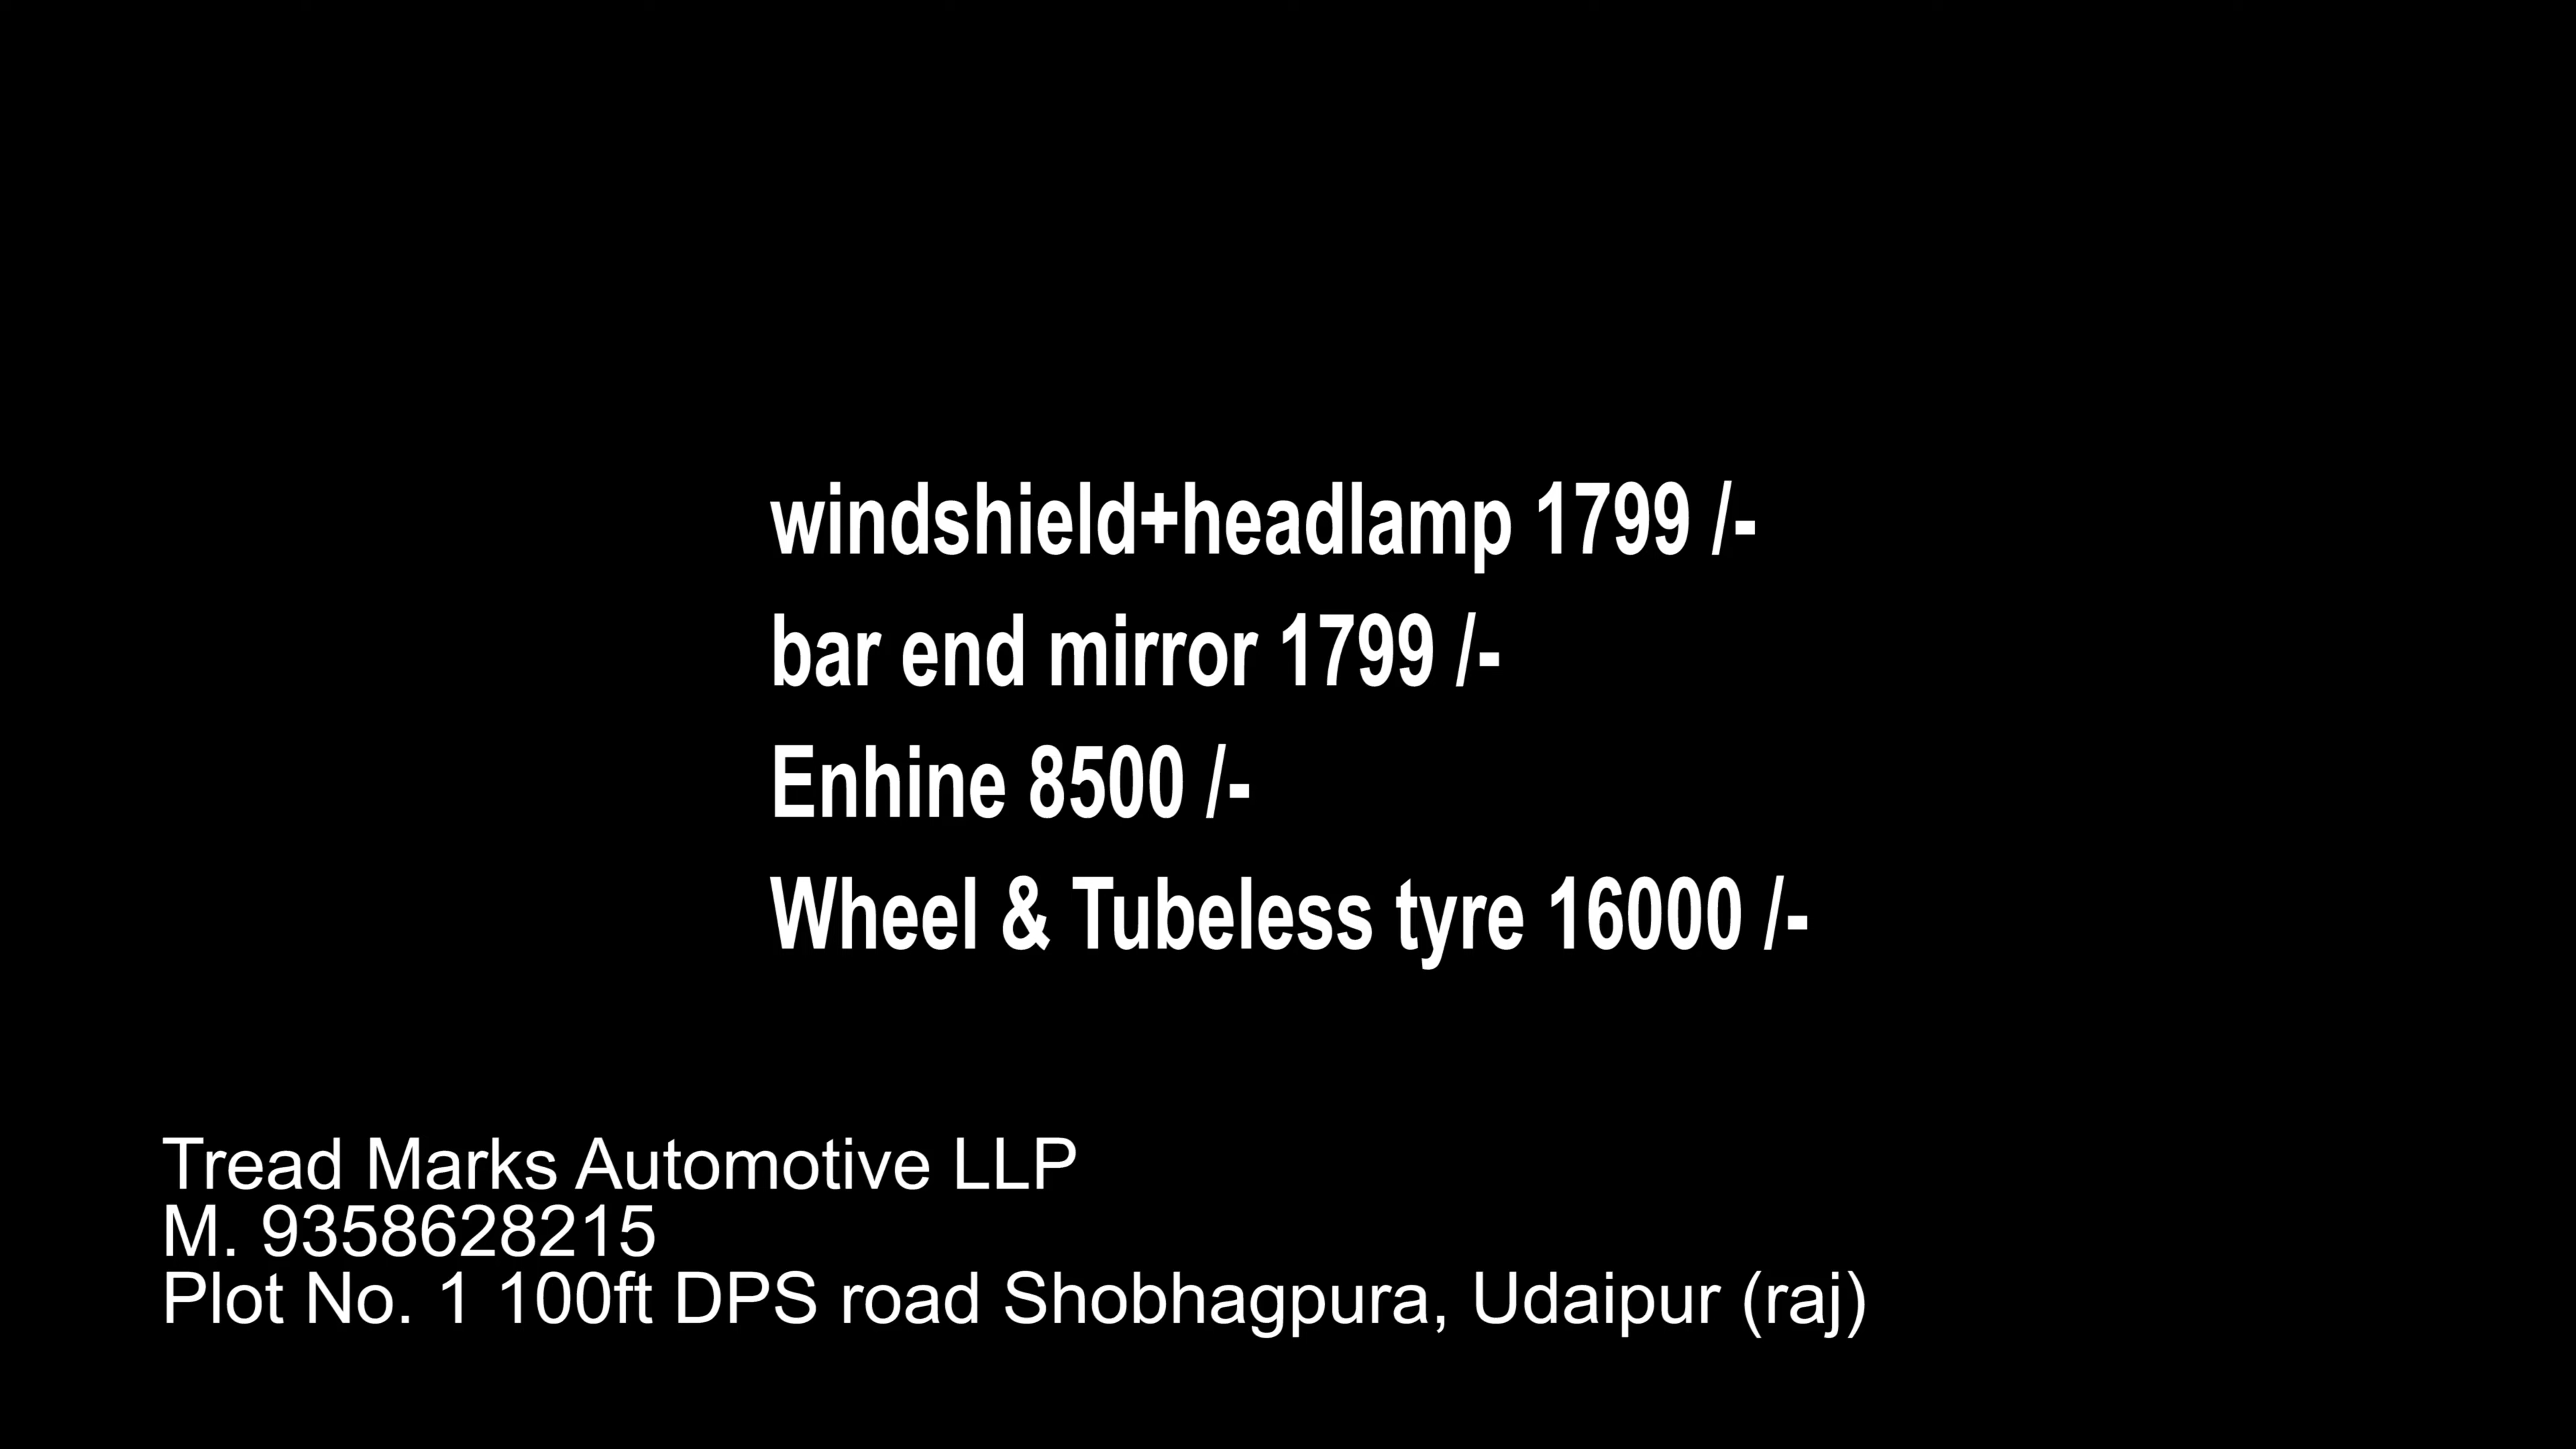 windshield+headlamp 1799 /-
bar end mirror 1799 /-
Enhine 8500 /-
Wheel & Tubeless tyre 16000 /-
Tread Marks Automotive LLP
M. 9358628215
Plot No. 1 100ft DPS road Shobhagpura, Udaipur (raj)